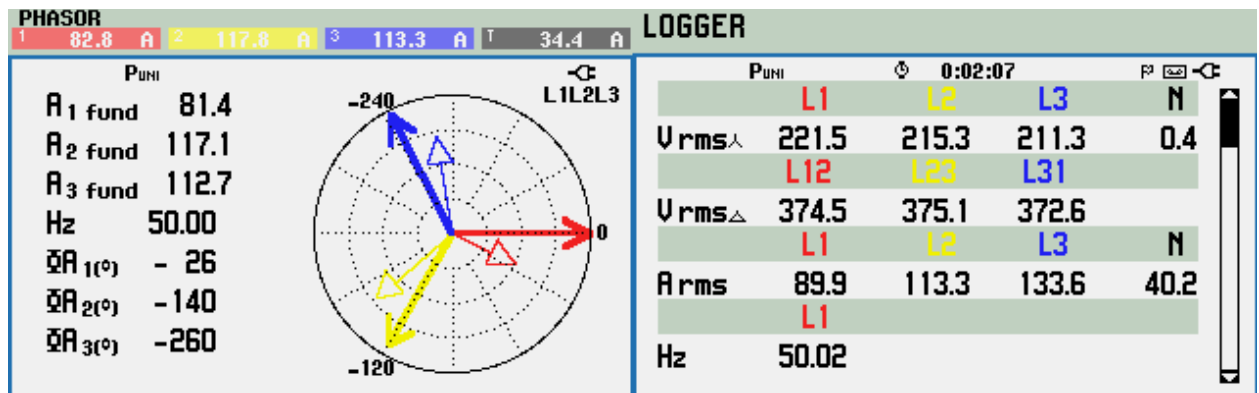 PHASOR
1 82.8 A 2 117.8 A 3 113.3 A T 34.4 A
PUNI
L1L2L3
A1 fund 81.4
A2 fund 117.1
A3 fund 112.7
Hz 50.00
ΦA1(°) - 26
ΦA2(°) -140
ΦA3(°) -260
-240
0
-120
LOGGER
PUNI 0:02:07
L1 L2 L3 N
V rms⅄ 221.5 215.3 211.3 0.4
L12 L23 L31
V rms△ 374.5 375.1 372.6
L1 L2 L3 N
A rms 89.9 113.3 133.6 40.2
L1
Hz 50.02